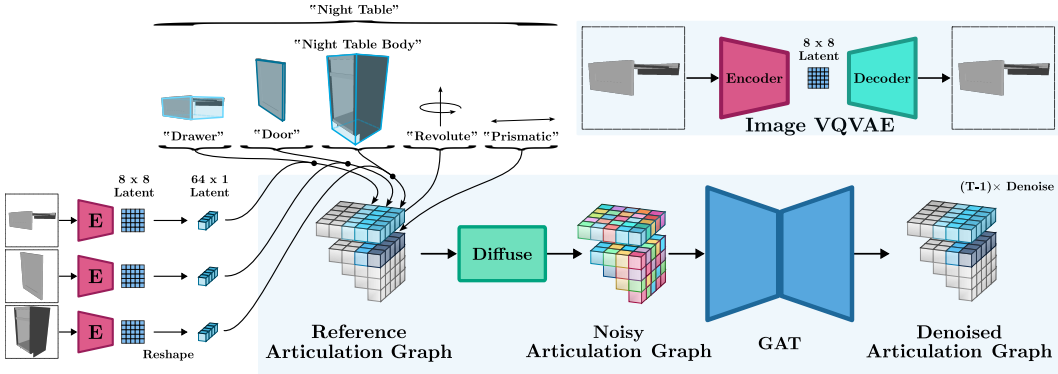 "Night Table"
"Night Table Body"
"Drawer"
"Door"
"Revolute"
"Prismatic"
8 x 8
Latent
Encoder
Decoder
Image VQVAE
8 x 8
Latent
64 x 1
Latent
E
E
E
Reshape
(T-1)× Denoise
Diffuse
Reference
Articulation Graph
Noisy
Articulation Graph
GAT
Denoised
Articulation Graph